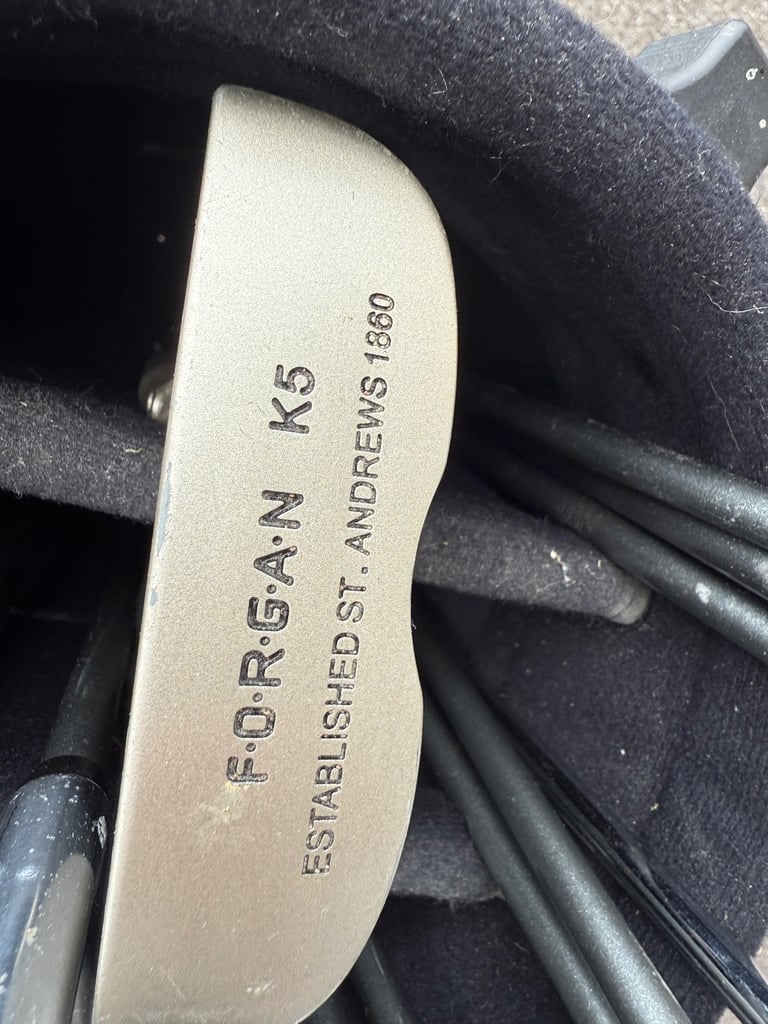 F·O·R·G·A·N K5
ESTABLISHED ST. ANDREWS 1860